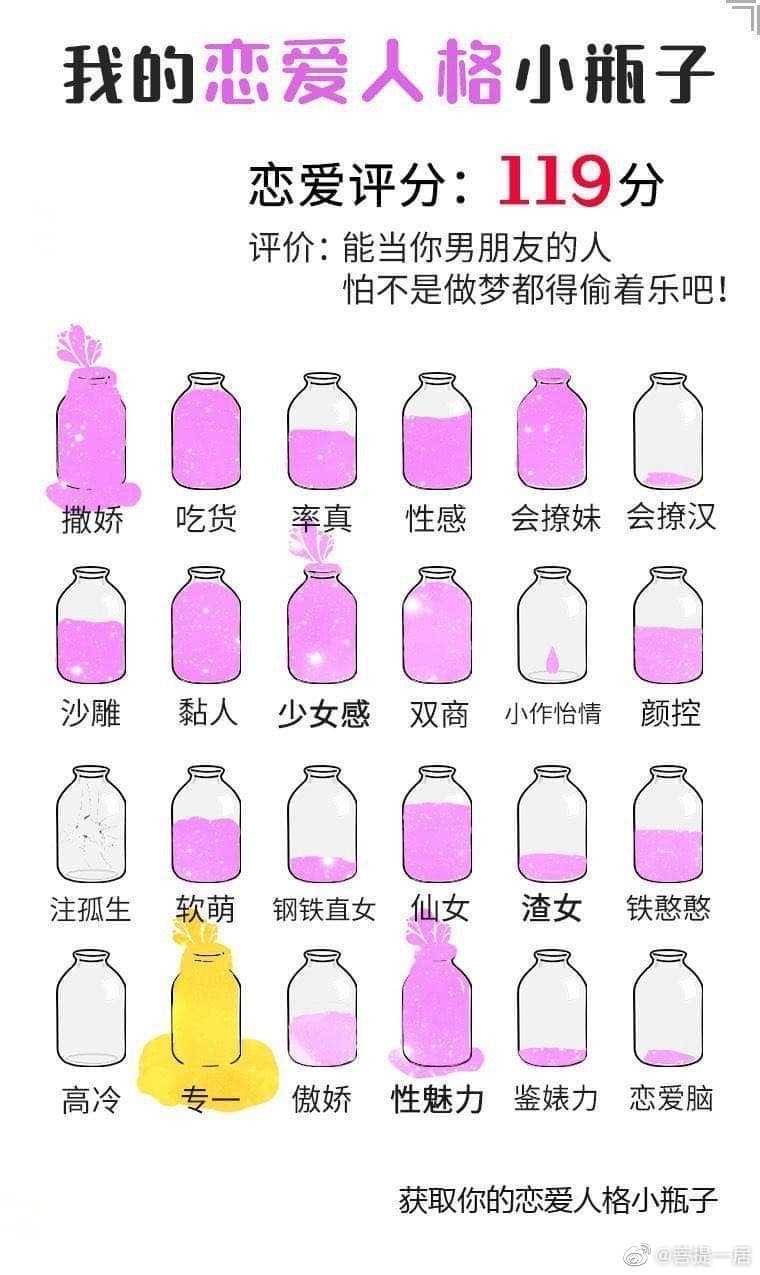 我的恋爱人格小瓶子
恋爱评分：119分
评价：能当你男朋友的人
怕不是做梦都得偷着乐吧！
撒娇 吃货 率真 性感 会撩妹 会撩汉
沙雕 黏人 少女感 双商 小作怡情 颜控
注孤生 软萌 钢铁直女 仙女 渣女 铁憨憨
高冷 专一 傲娇 性魅力 鉴婊力 恋爱脑
获取你的恋爱人格小瓶子
@菩提一居